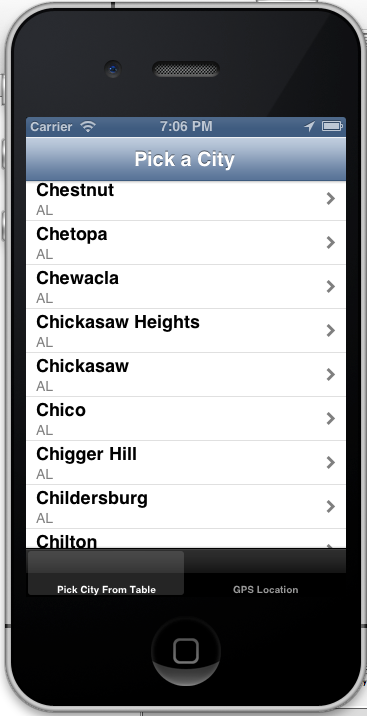 Carrier 7:06 PM
Pick a City
Chestnut
AL
Chetopa
AL
Chewacla
AL
Chickasaw Heights
AL
Chickasaw
AL
Chico
AL
Chigger Hill
AL
Childersburg
AL
Chilton
Pick City From Table GPS Location